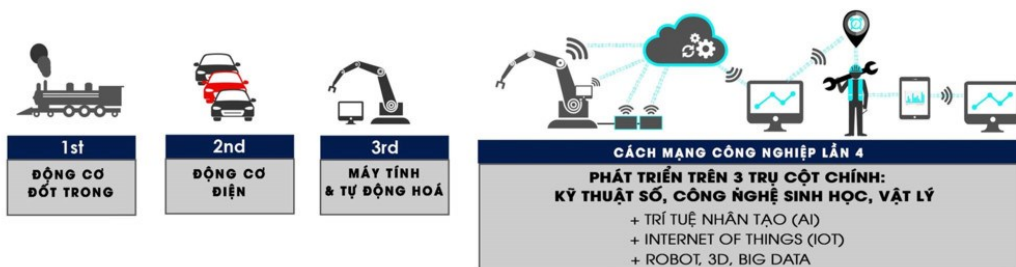 1st
ĐỘNG CƠ
ĐỐT TRONG
2nd
ĐỘNG CƠ
ĐIỆN
3rd
MÁY TÍNH
& TỰ ĐỘNG HOÁ
CÁCH MẠNG CÔNG NGHIỆP LẦN 4
PHÁT TRIỂN TRÊN 3 TRỤ CỘT CHÍNH:
KỸ THUẬT SỐ, CÔNG NGHỆ SINH HỌC, VẬT LÝ
+ TRÍ TUỆ NHÂN TẠO (AI)
+ INTERNET OF THINGS (IOT)
+ ROBOT, 3D, BIG DATA